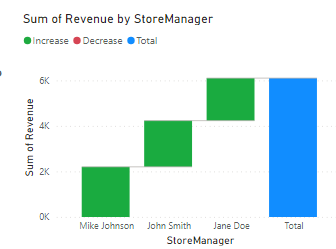 Sum of Revenue by StoreManager
Increase Decrease Total
6K
4K
2K
0K
Sum of Revenue
Mike Johnson John Smith Jane Doe Total
StoreManager